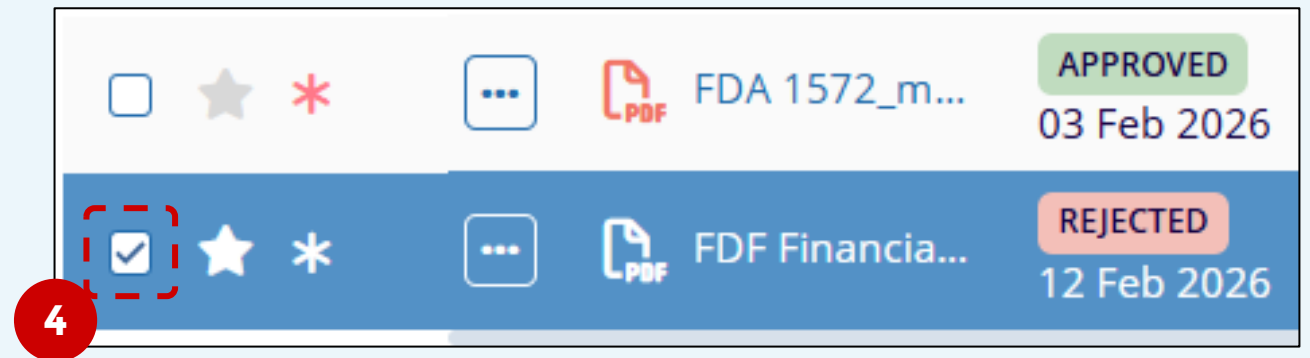 ... PDF FDA 1572_m... APPROVED
03 Feb 2026
... PDF FDF Financia... REJECTED
12 Feb 2026
4